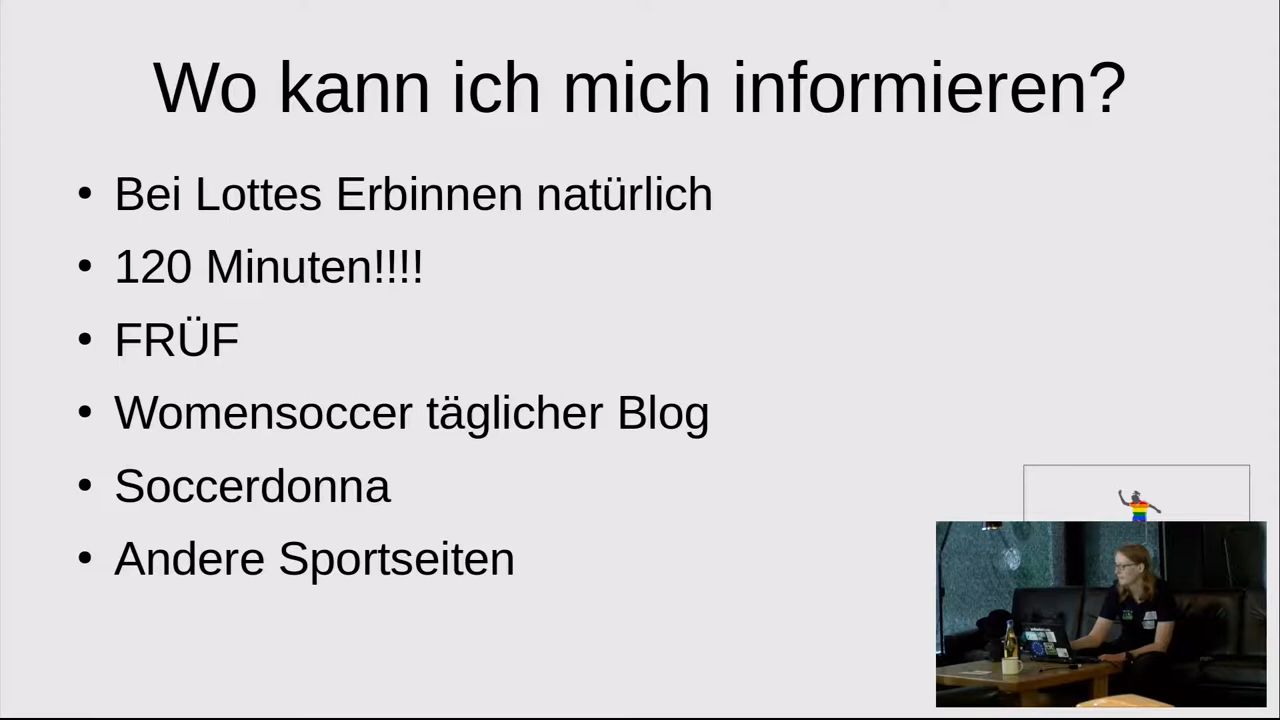 Wo kann ich mich informieren?
Bei Lottes Erbinnen natürlich
120 Minuten!!!!
FRÜF
Womensoccer täglicher Blog
Soccerdonna
Andere Sportseiten